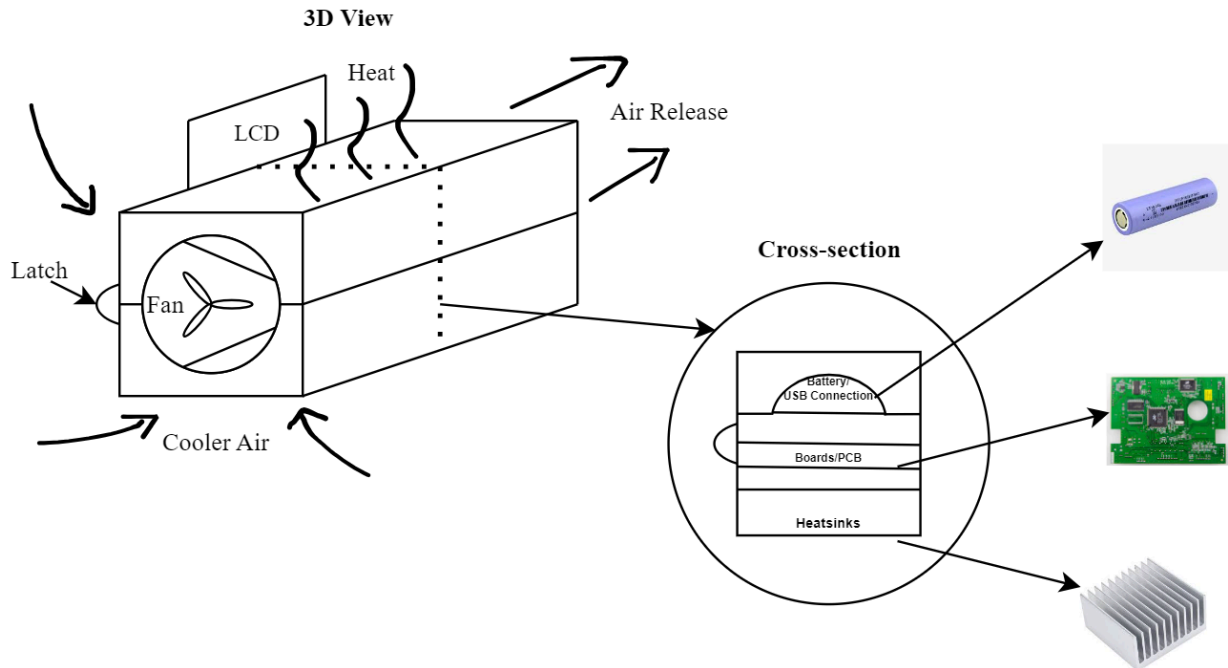 3D View
Heat
LCD
Air Release
Latch
Fan
Cooler Air
Cross-section
Battery/
USB Connection
Boards/PCB
Heatsinks